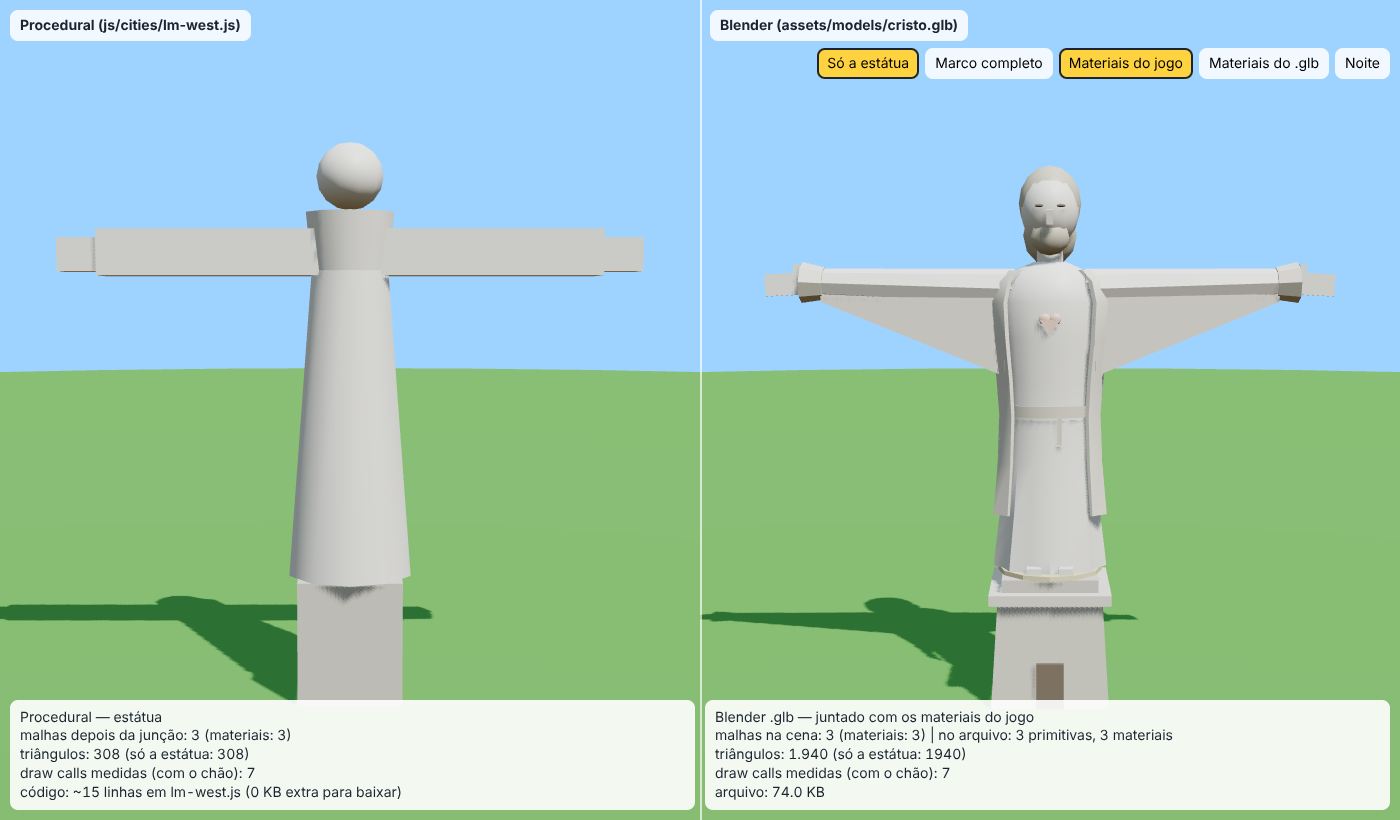 Procedural (js/cities/lm-west.js)
Blender (assets/models/cristo.glb)
Só a estátua
Marco completo
Materiais do jogo
Materiais do .glb
Noite
Procedural — estátua
malhas depois da junção: 3 (materiais: 3)
triângulos: 308 (só a estátua: 308)
draw calls medidas (com o chão): 7
código: ~15 linhas em lm-west.js (0 KB extra para baixar)
Blender .glb — juntado com os materiais do jogo
malhas na cena: 3 (materiais: 3) | no arquivo: 3 primitivas, 3 materiais
triângulos: 1.940 (só a estátua: 1940)
draw calls medidas (com o chão): 7
arquivo: 74.0 KB